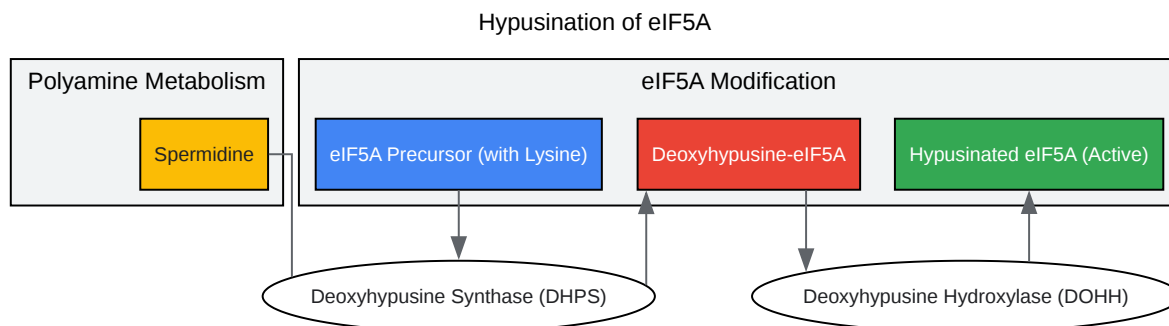 Hypusination of eIF5A
Polyamine Metabolism
eIF5A Modification
Spermidine
eIF5A Precursor (with Lysine)
Deoxyhypusine-eIF5A
Hypusinated eIF5A (Active)
Deoxyhypusine Synthase (DHPS)
Deoxyhypusine Hydroxylase (DOHH)